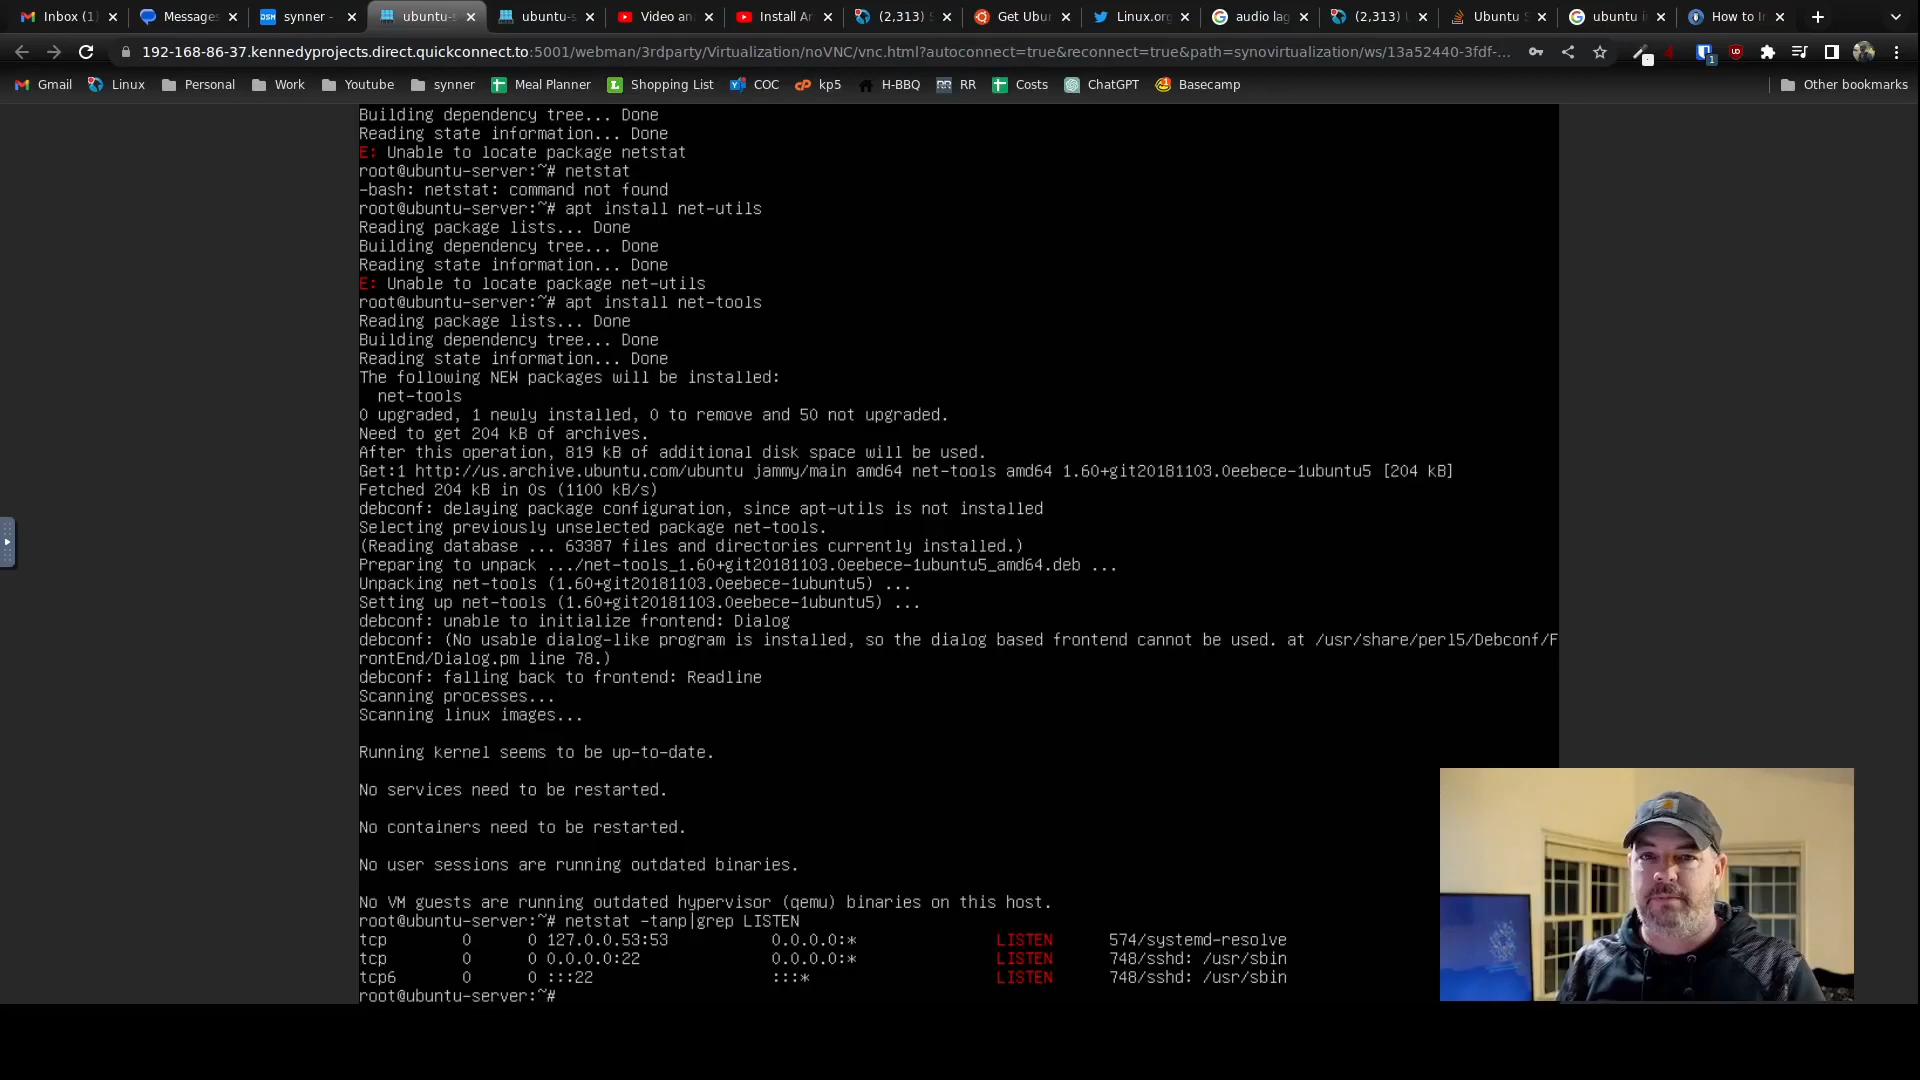 Inbox (1
Messages
synner -
ubuntu-s
ubuntu-s
Video an
Install Ar
(2,313)
Get Ubu
Linux.org
audio lag
(2,313)
Ubuntu S
ubuntu i
How to I
192-168-86-37.kennedyprojects.direct.quickconnect.to:5001/webman/3rdparty/Virtualization/noVNC/vnc.html?autoconnect=true&reconnect=true&path=synovirtualization/ws/13a52440-3fdf-...
Gmail
Linux
Personal
Work
Youtube
synner
Meal Planner
Shopping List
COC
kp5
H-BBQ
RR
Costs
ChatGPT
Basecamp
Other bookmarks
Building dependency tree... Done
Reading state information... Done
E: Unable to locate package netstat
root@ubuntu-server:~# netstat
-bash: netstat: command not found
root@ubuntu-server:~# apt install net-utils
Reading package lists... Done
Building dependency tree... Done
Reading state information... Done
E: Unable to locate package net-utils
root@ubuntu-server:~# apt install net-tools
Reading package lists... Done
Building dependency tree... Done
Reading state information... Done
The following NEW packages will be installed:
  net-tools
0 upgraded, 1 newly installed, 0 to remove and 50 not upgraded.
Need to get 204 kB of archives.
After this operation, 819 kB of additional disk space will be used.
Get:1 http://us.archive.ubuntu.com/ubuntu jammy/main amd64 net-tools amd64 1.60+git20181103.0eebece-1ubuntu5 [204 kB]
Fetched 204 kB in 0s (1100 kB/s)
debconf: delaying package configuration, since apt-utils is not installed
Selecting previously unselected package net-tools.
(Reading database ... 63387 files and directories currently installed.)
Preparing to unpack .../net-tools_1.60+git20181103.0eebece-1ubuntu5_amd64.deb ...
Unpacking net-tools (1.60+git20181103.0eebece-1ubuntu5) ...
Setting up net-tools (1.60+git20181103.0eebece-1ubuntu5) ...
debconf: unable to initialize frontend: Dialog
debconf: (No usable dialog-like program is installed, so the dialog based frontend cannot be used. at /usr/share/perl5/Debconf/F
rontEnd/Dialog.pm line 78.)
debconf: falling back to frontend: Readline
Scanning processes...
Scanning linux images...
Running kernel seems to be up-to-date.
No services need to be restarted.
No containers need to be restarted.
No user sessions are running outdated binaries.
No VM guests are running outdated hypervisor (qemu) binaries on this host.
root@ubuntu-server:~# netstat -tanp|grep LISTEN
tcp 0 0 127.0.0.53:53 0.0.0.0:* LISTEN 574/systemd-resolve
tcp 0 0 0.0.0.0:22 0.0.0.0:* LISTEN 748/sshd: /usr/sbin
tcp6 0 0 :::22 :::* LISTEN 748/sshd: /usr/sbin
root@ubuntu-server:~#